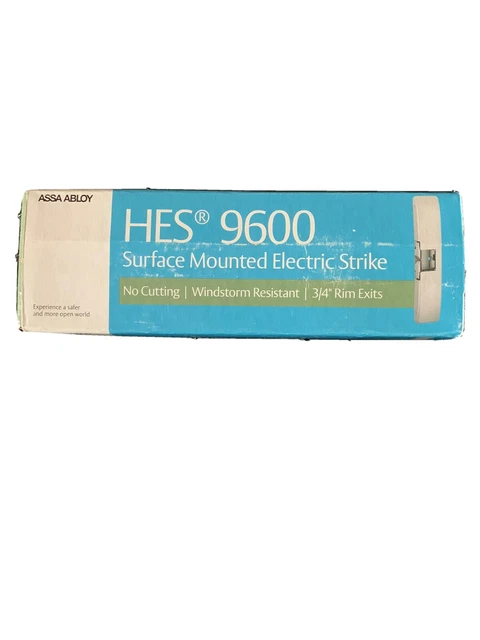 ASSA ABLOY
HES® 9600
Surface Mounted Electric Strike
No Cutting | Windstorm Resistant | 3/4" Rim Exits
Experience a safer
and more open world